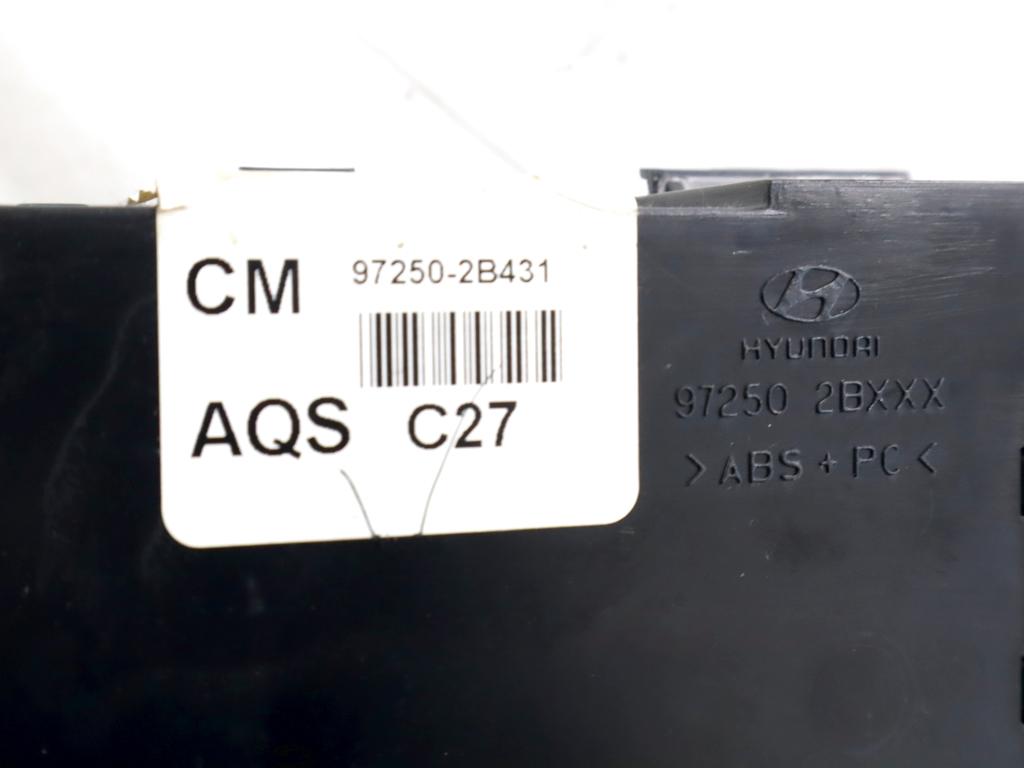 CM 97250-2B431
AQS C27
HYUNDAI
97250 2BXXX
>ABS + PC<